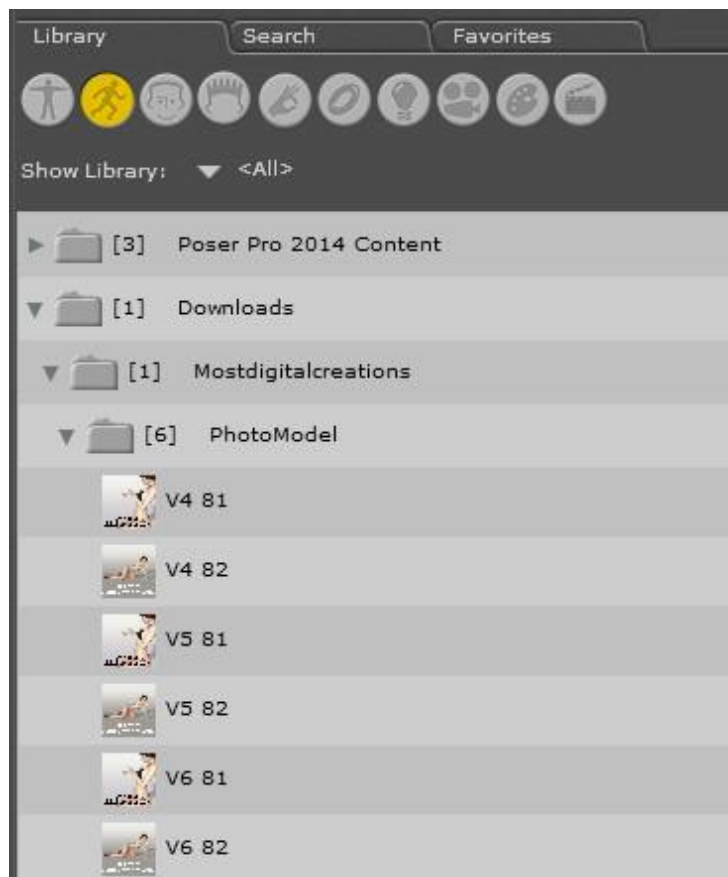 Library Search Favorites
Show Library: <All>
[3] Poser Pro 2014 Content
[1] Downloads
[1] Mostdigitalcreations
[6] PhotoModel
V4 81
V4 82
V5 81
V5 82
V6 81
V6 82